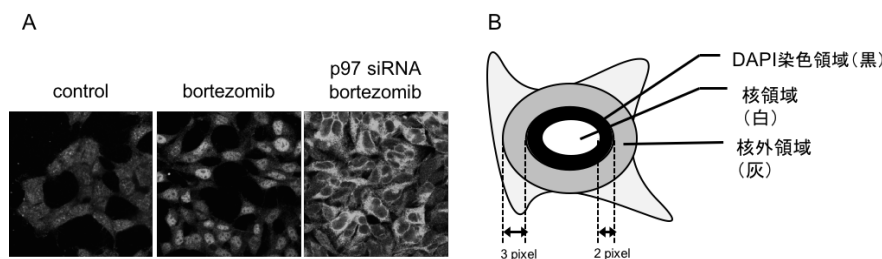 A
control
bortezomib
p97 siRNA
bortezomib
B
DAPI染色領域(黒)
核領域
(白)
核外領域
(灰)
3 pixel
2 pixel